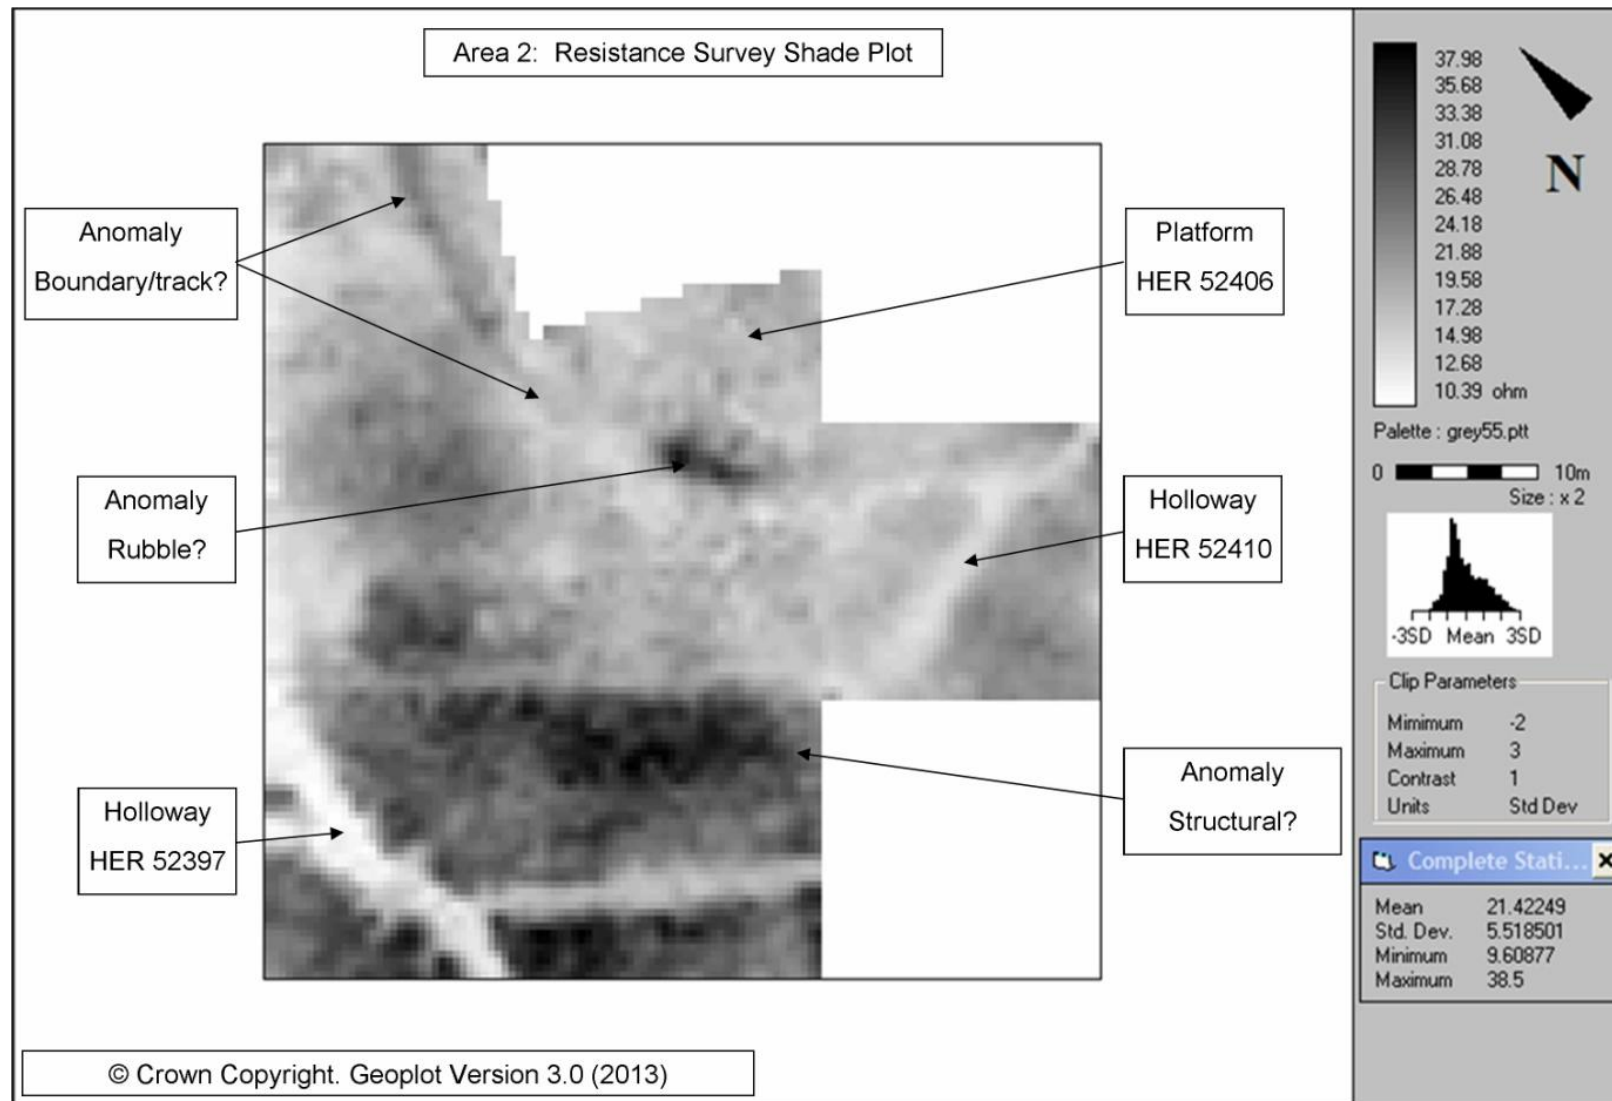 Area 2: Resistance Survey Shade Plot
Anomaly
Boundary/track?
Anomaly
Rubble?
Holloway
HER 52397
Platform
HER 52406
Holloway
HER 52410
Anomaly
Structural?
© Crown Copyright. Geoplot Version 3.0 (2013)
37.98
35.68
33.38
31.08
28.78
26.48
24.18
21.88
19.58
17.28
14.98
12.68
10.39 ohm
N
Palette : grey55.ptt
0 10m
Size : x 2
-3SD Mean 3SD
Clip Parameters
Mimimum -2
Maximum 3
Contrast 1
Units Std Dev
Complete Stati...
Mean 21.42249
Std. Dev. 5.518501
Minimum 9.60877
Maximum 38.5